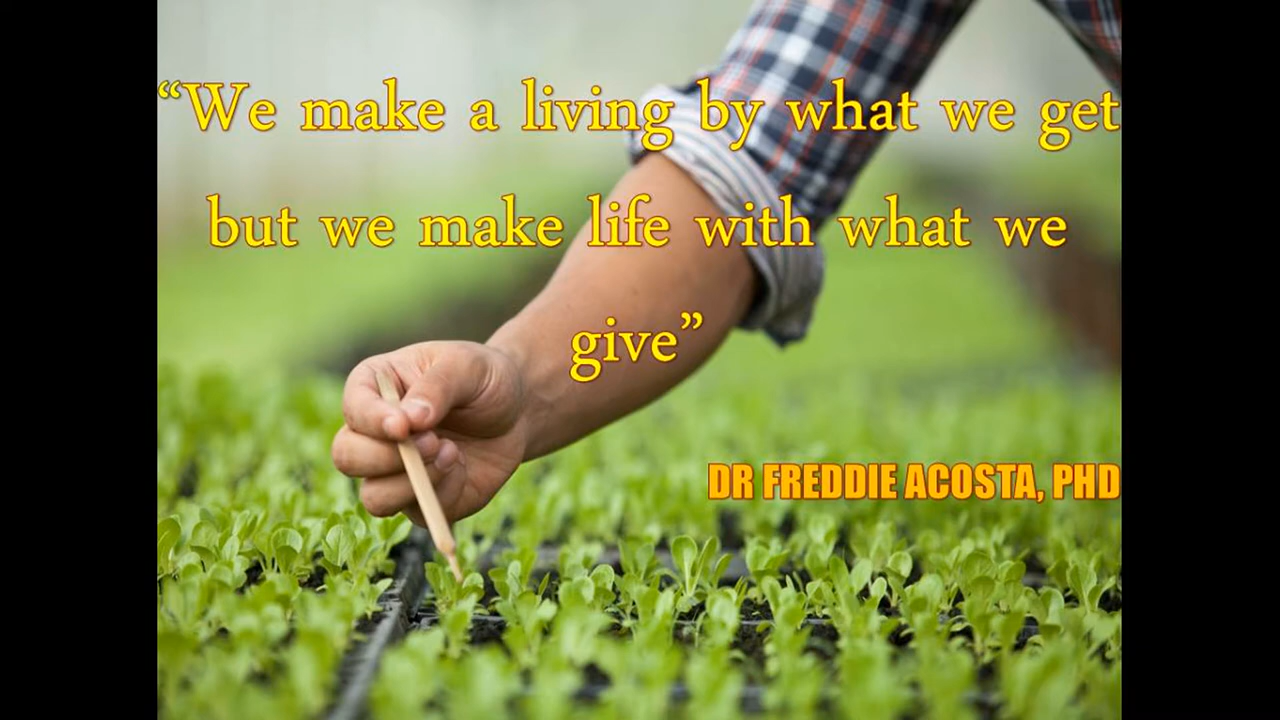 “We make a living by what we get
but we make life with what we
give”
DR FREDDIE ACOSTA, PHD